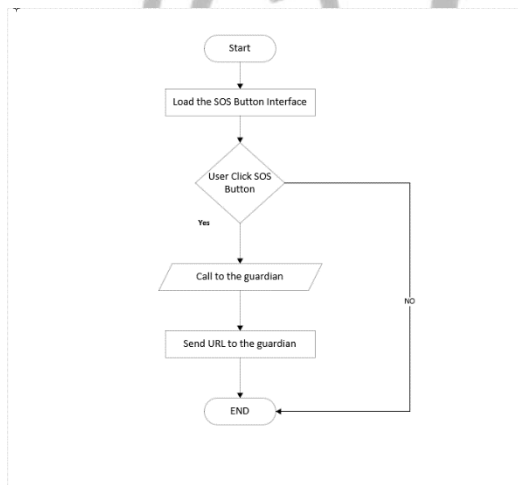 Start
Load the SOS Button Interface
User Click SOS
Button
Yes
Call to the guardian
NO
Send URL to the guardian
END